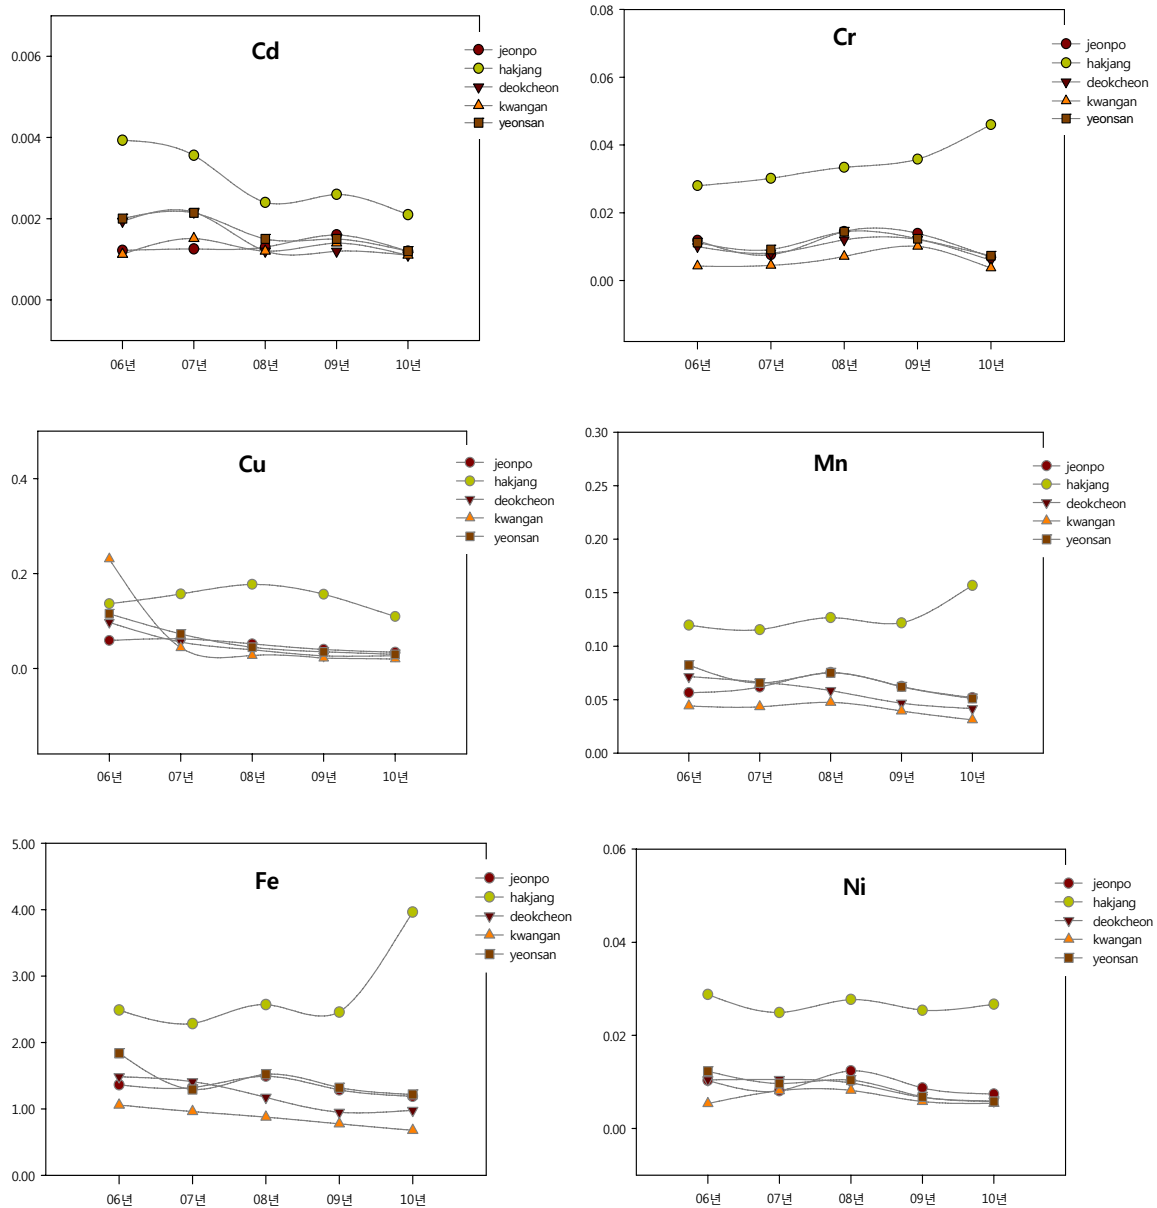 Cd
0.006
0.004
0.002
0.000
06년 07년 08년 09년 10년
jeonpo
hakjang
deokcheon
kwangan
yeonsan
Cr
0.08
0.06
0.04
0.02
0.00
06년 07년 08년 09년 10년
jeonpo
hakjang
deokcheon
kwangan
yeonsan
Cu
0.4
0.2
0.0
06년 07년 08년 09년 10년
jeonpo
hakjang
deokcheon
kwangan
yeonsan
Mn
0.30
0.25
0.20
0.15
0.10
0.05
0.00
06년 07년 08년 09년 10년
jeonpo
hakjang
deokcheon
kwangan
yeonsan
Fe
5.00
4.00
3.00
2.00
1.00
0.00
06년 07년 08년 09년 10년
jeonpo
hakjang
deokcheon
kwangan
yeonsan
Ni
0.06
0.04
0.02
0.00
06년 07년 08년 09년 10년
jeonpo
hakjang
deokcheon
kwangan
yeonsan